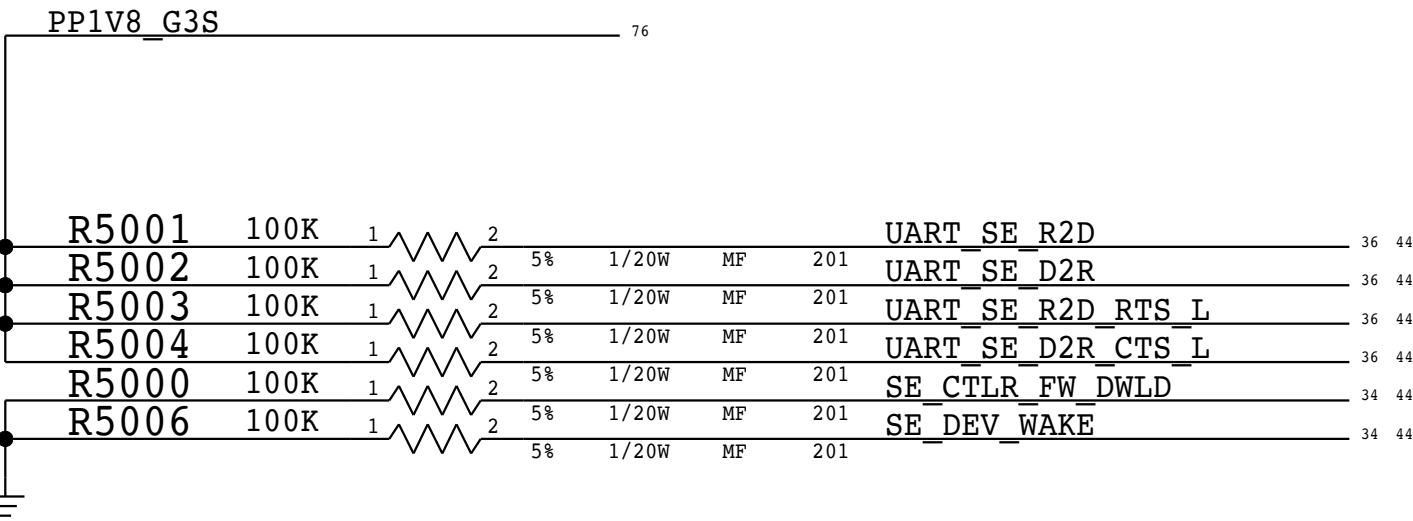 PP1V8_G3S 76
R5001 100K 1 2 UART_SE_R2D 36 44
5% 1/20W MF 201
R5002 100K 1 2 UART_SE_D2R 36 44
5% 1/20W MF 201
R5003 100K 1 2 UART_SE_R2D_RTS_L 36 44
5% 1/20W MF 201
R5004 100K 1 2 UART_SE_D2R_CTS_L 36 44
5% 1/20W MF 201
R5000 100K 1 2 SE_CTLR_FW_DWLD 34 44
5% 1/20W MF 201
R5006 100K 1 2 SE_DEV_WAKE 34 44
5% 1/20W MF 201